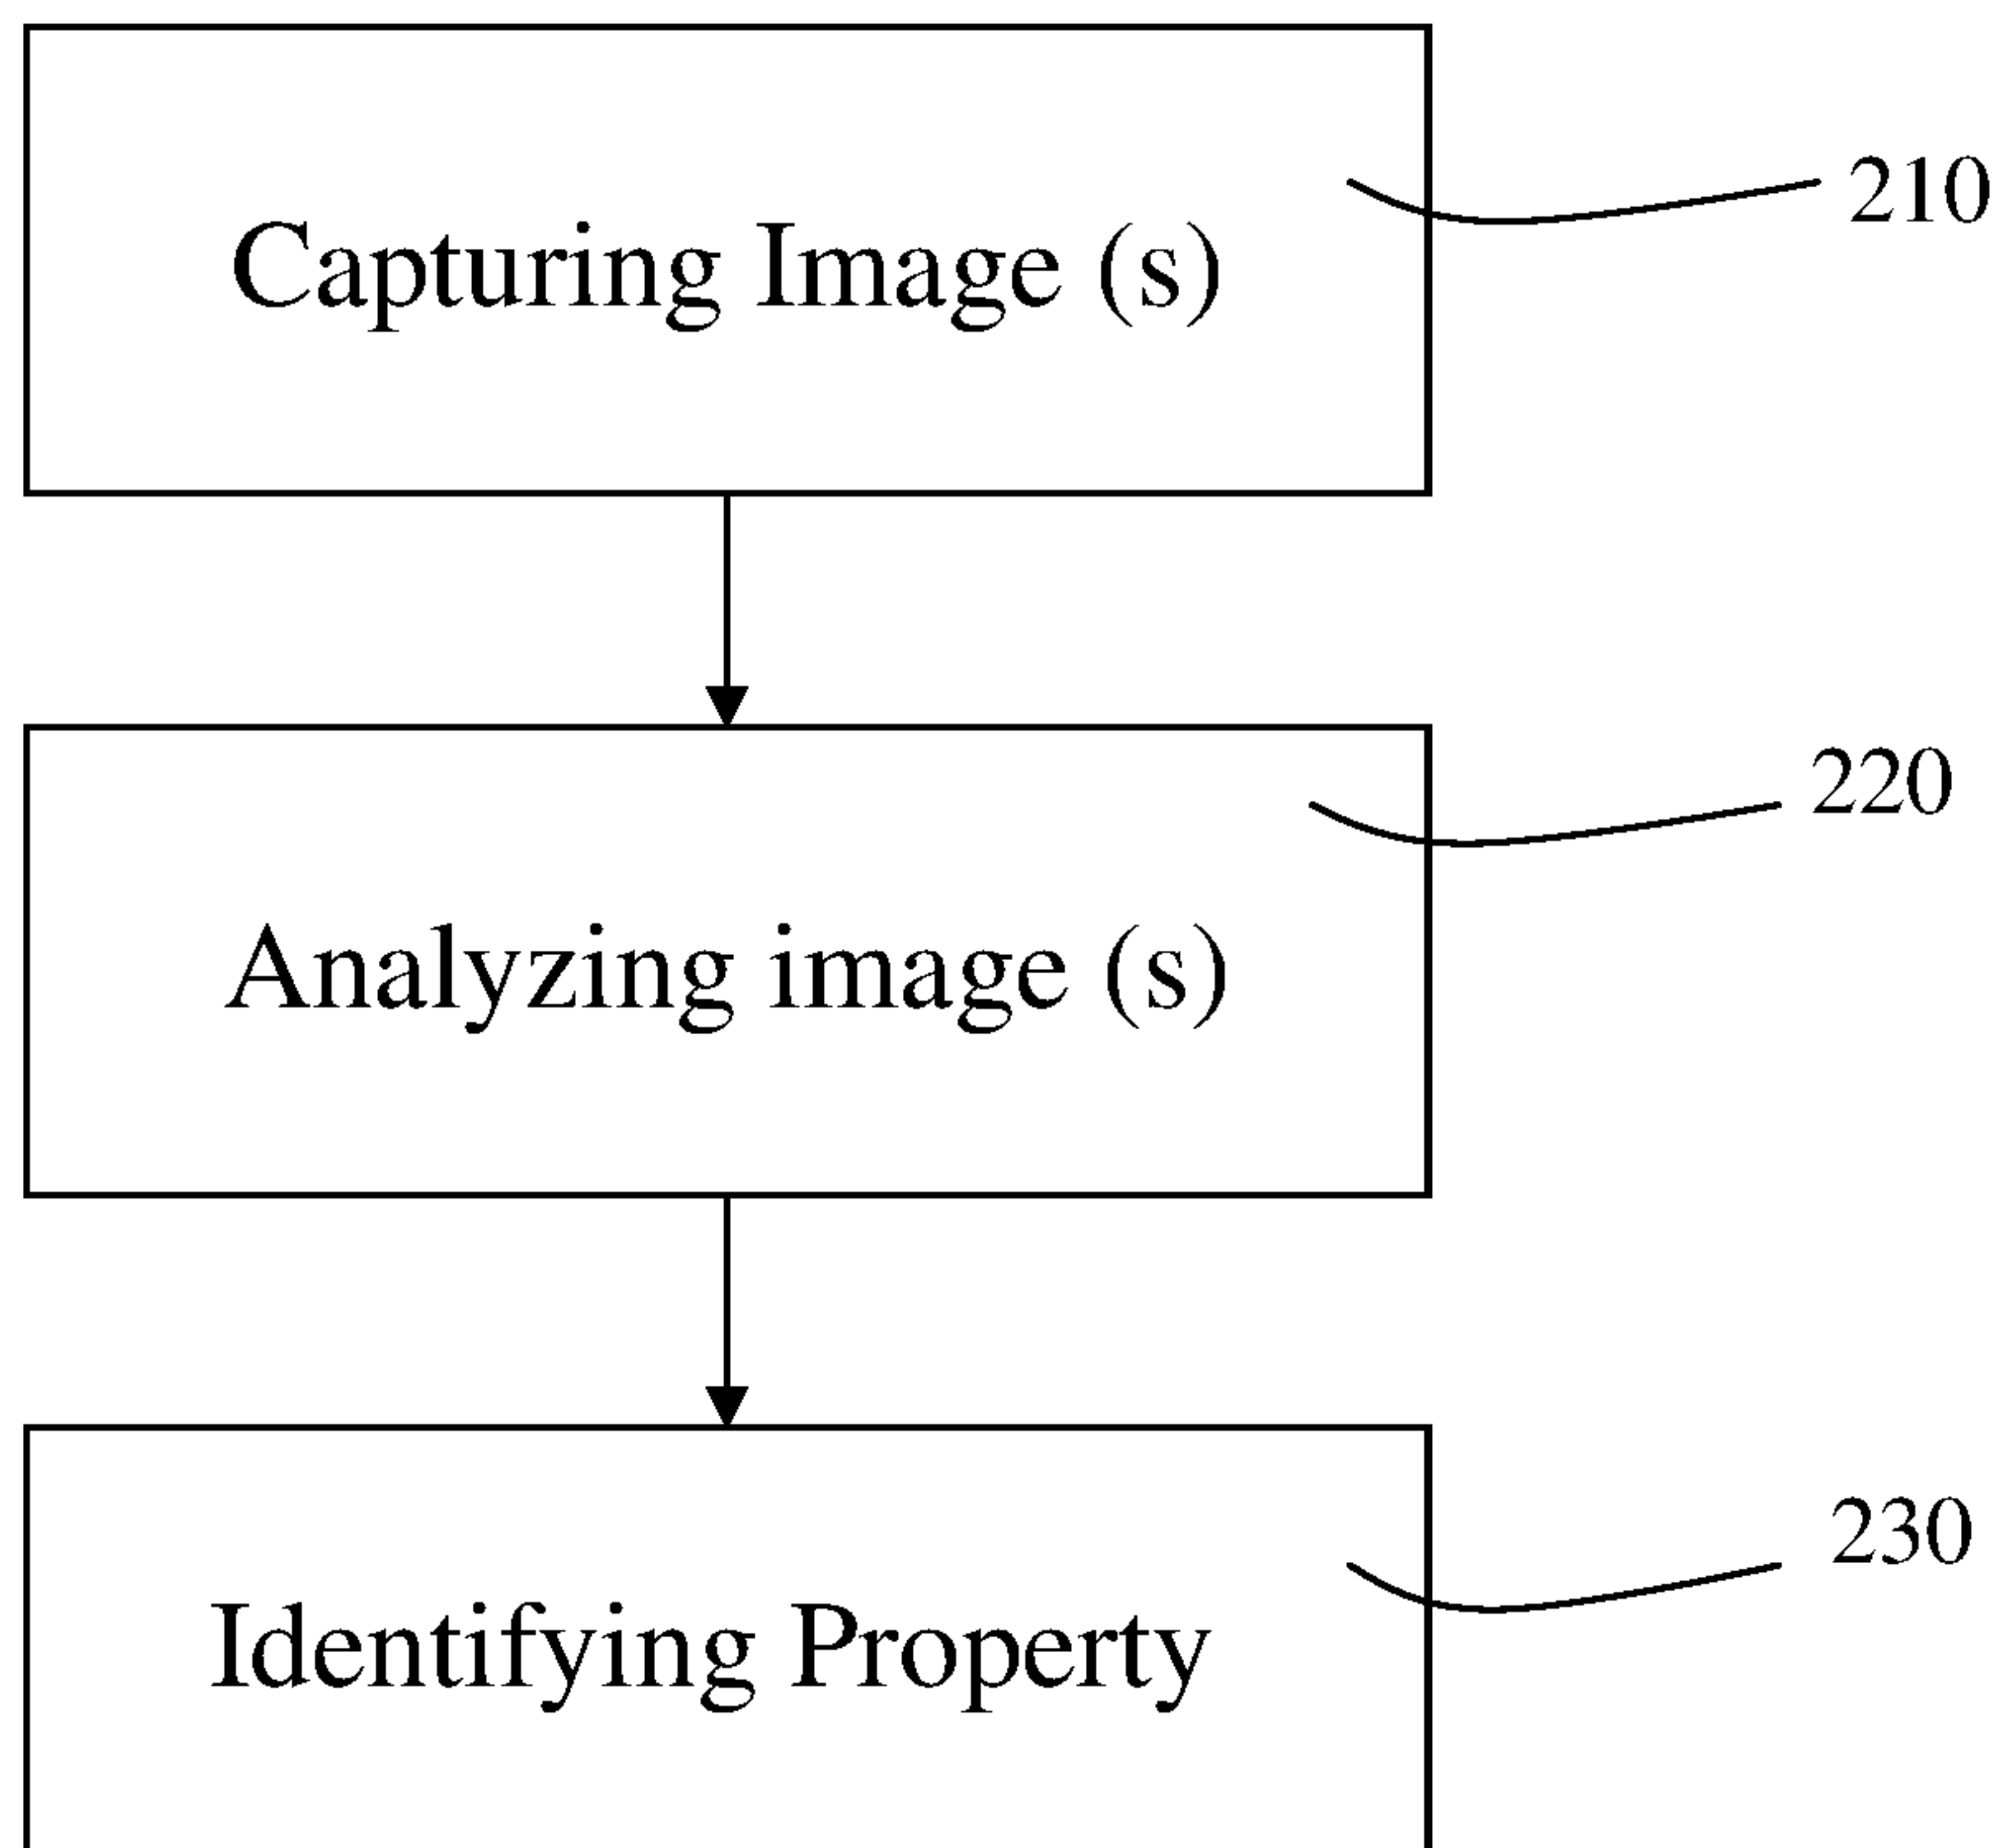 Capturing Image (s)
210
Analyzing image (s)
220
Identifying Property
230